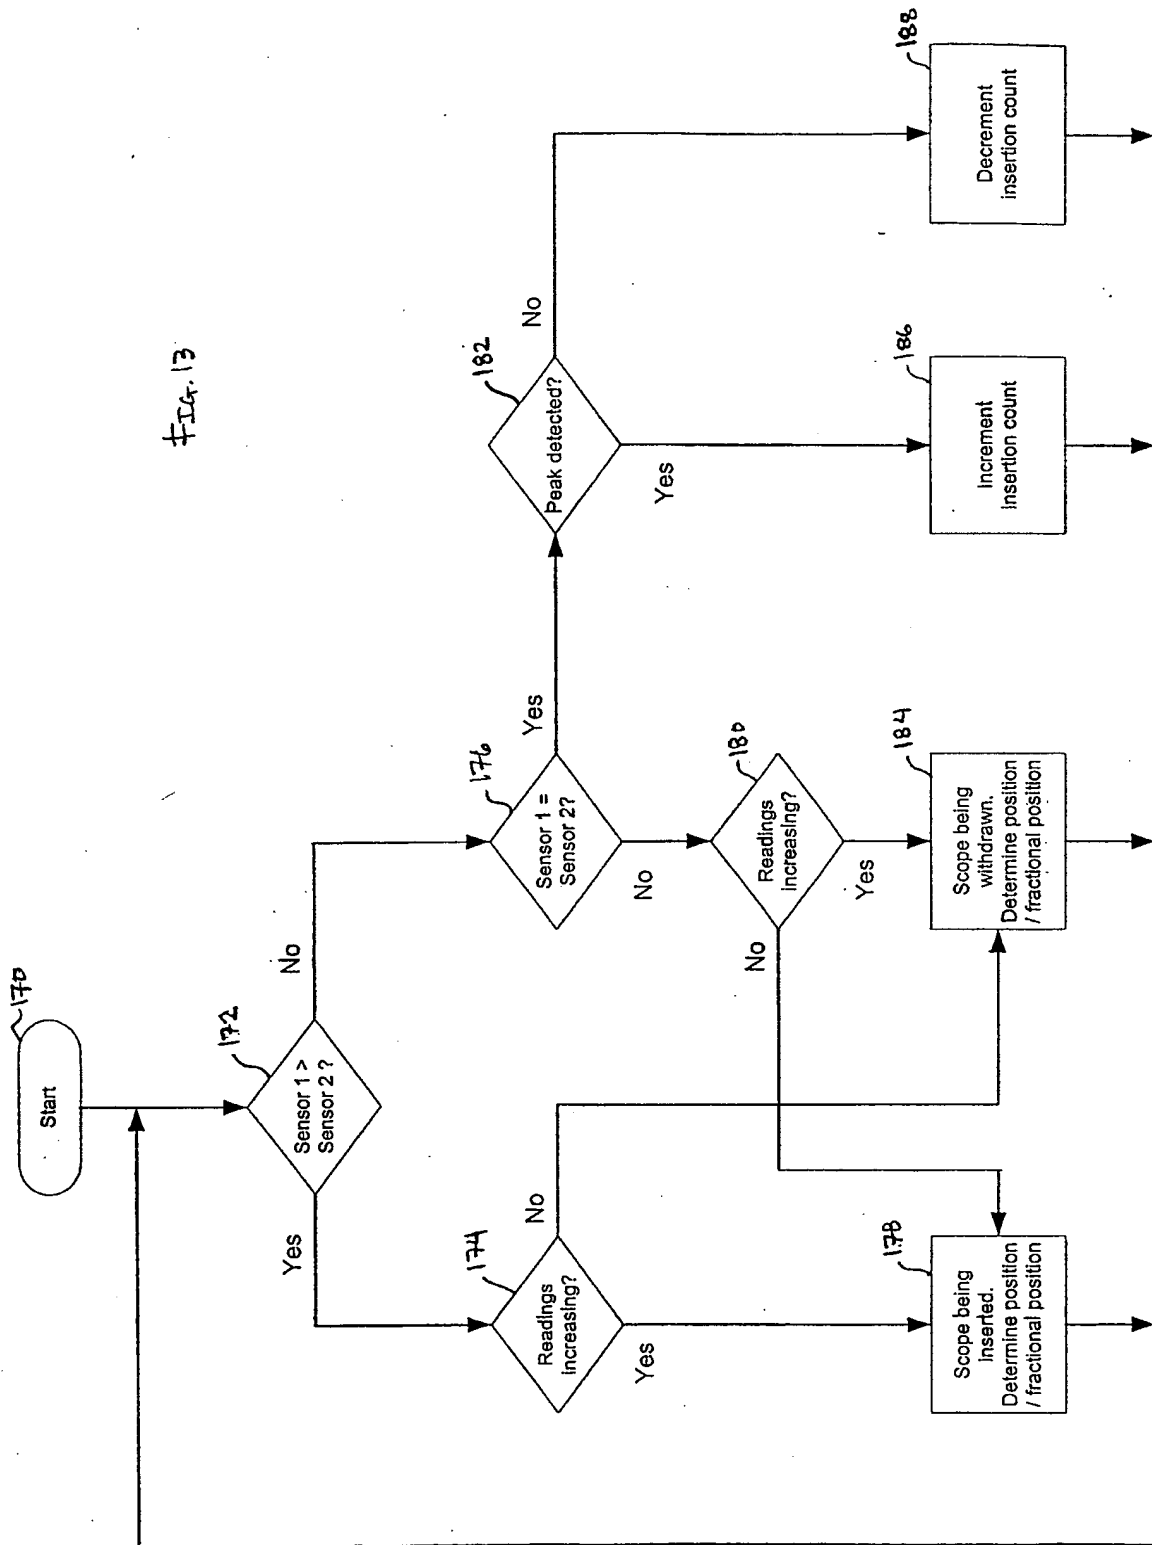 FIG. 13
170
Start
172
Sensor 1 >
Sensor 2 ?
Yes
No
174
Readings
increasing?
Yes
No
176
Sensor 1 =
Sensor 2?
Yes
No
180
Readings
increasing?
No
Yes
182
Peak detected?
Yes
No
178
Scope being
inserted.
Determine position
/ fractional position
184
Scope being
withdrawn.
Determine position
/ fractional position
186
Increment
insertion count
188
Decrement
insertion count